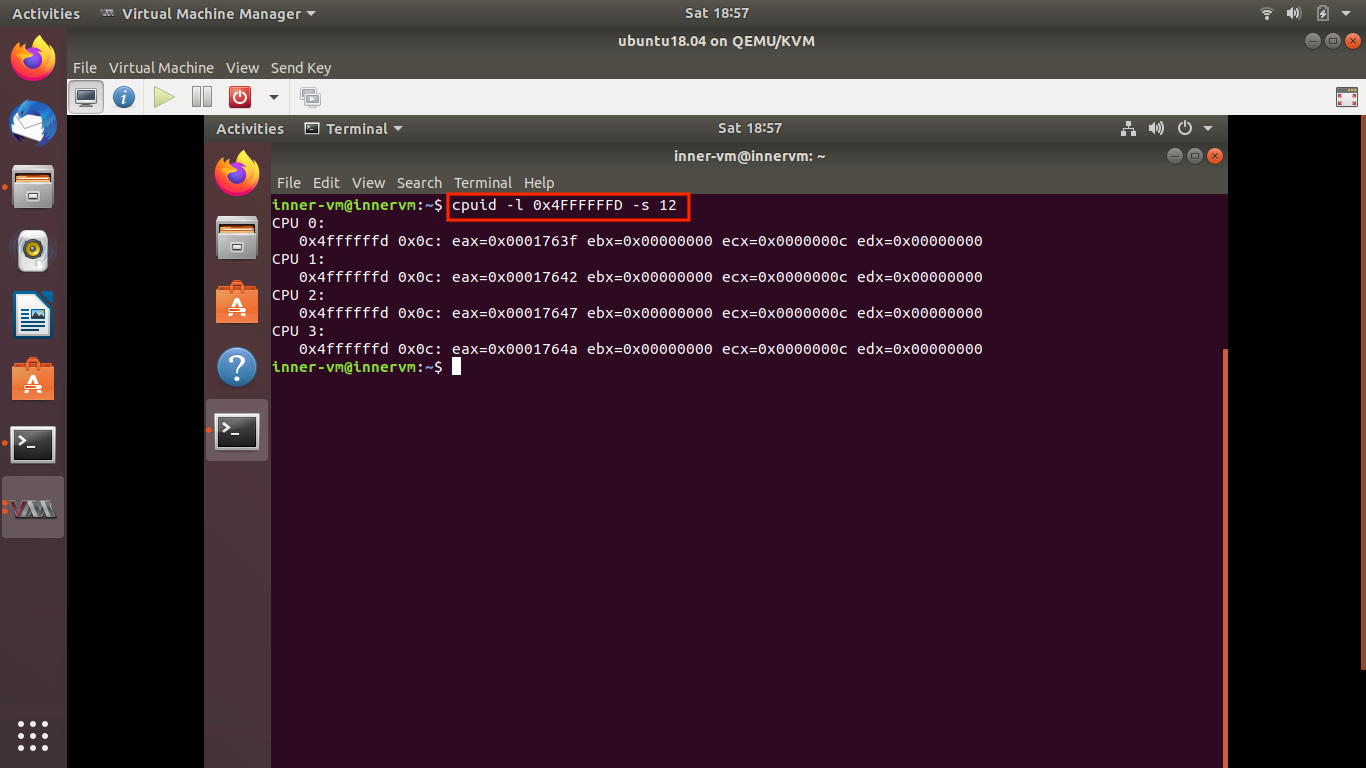 Activities Virtual Machine Manager Sat 18:57
ubuntu18.04 on QEMU/KVM
File Virtual Machine View Send Key
Activities Terminal Sat 18:57
inner-vm@innervm: ~
File Edit View Search Terminal Help
inner-vm@innervm:~$ cpuid -l 0x4FFFFFFD -s 12
CPU 0:
0x4ffffffd 0x0c: eax=0x0001763f ebx=0x00000000 ecx=0x0000000c edx=0x00000000
CPU 1:
0x4ffffffd 0x0c: eax=0x00017642 ebx=0x00000000 ecx=0x0000000c edx=0x00000000
CPU 2:
0x4ffffffd 0x0c: eax=0x00017647 ebx=0x00000000 ecx=0x0000000c edx=0x00000000
CPU 3:
0x4ffffffd 0x0c: eax=0x0001764a ebx=0x00000000 ecx=0x0000000c edx=0x00000000
inner-vm@innervm:~$